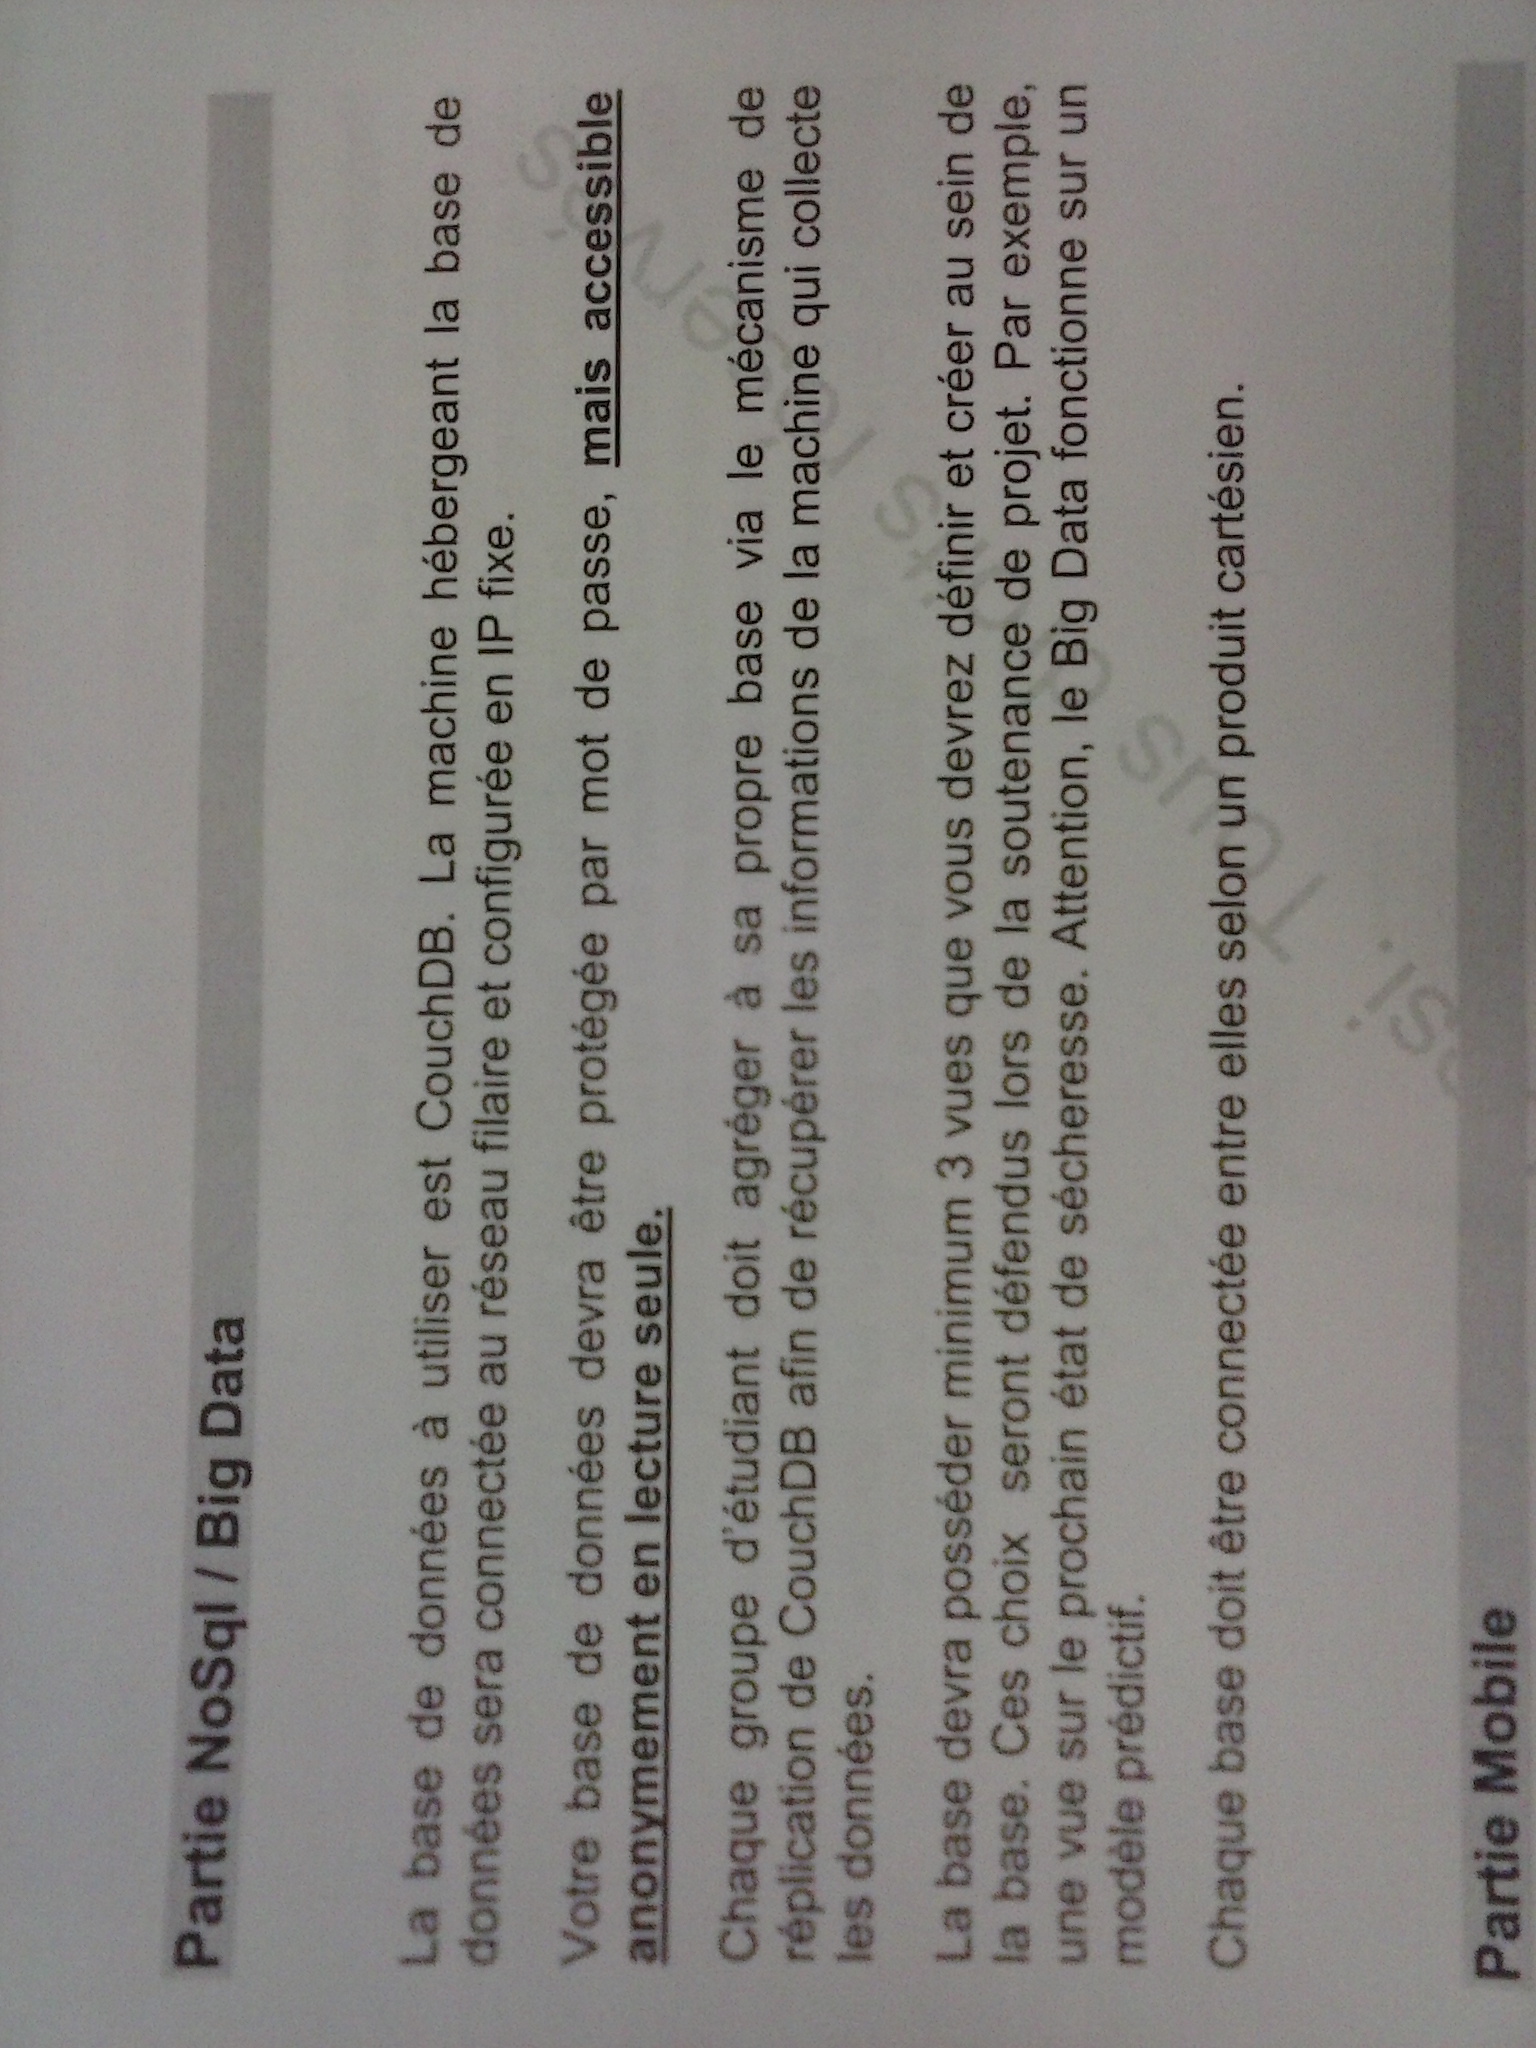 Partie NoSql / Big Data
La base de données à utiliser est CouchDB. La machine hébergeant la base de
données sera connectée au réseau filaire et configurée en IP fixe.
Votre base de données devra être protégée par mot de passe, mais accessible
anonymement en lecture seule.
Chaque groupe d'étudiant doit agréger à sa propre base via le mécanisme de
réplication de CouchDB afin de récupérer les informations de la machine qui collecte
les données.
La base devra posséder minimum 3 vues que vous devrez définir et créer au sein de
la base. Ces choix  seront défendus lors de la soutenance de projet. Par exemple,
une vue sur le prochain état de sécheresse. Attention, le Big Data fonctionne sur un
modèle prédictif.
Chaque base doit être connectée entre elles selon un produit cartésien.
esi. Tous droits réservés
Partie Mobile